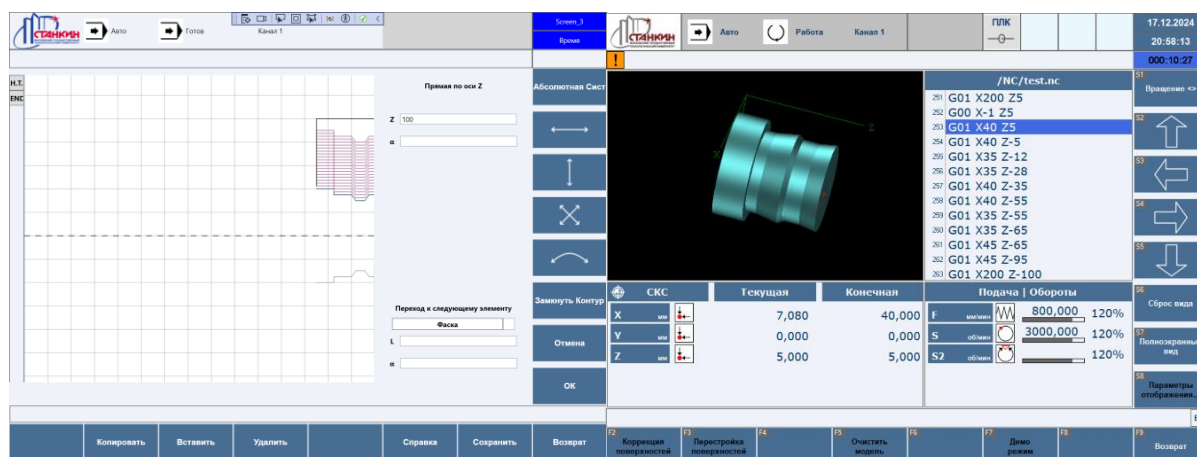 СТАНКИН
Авто
Готов
Канал 1
Screen_3
Время
Н.Т.
END
Прямая по оси Z
Z 100
α
Переход к следующему элементу
Фаска
L
α
Абсолютная Сист
Замкнуть Контур
Отмена
ОК
Копировать
Вставить
Удалить
Справка
Сохранить
Возврат
СТАНКИН
Авто
Работа
Канал 1
ПЛК
17.12.2024
20:58:13
!
000:10:27
X
Z
/NC/test.nc
251 G01 X200 Z5
252 G00 X-1 Z5
253 G01 X40 Z5
254 G01 X40 Z-5
255 G01 X35 Z-12
256 G01 X35 Z-28
257 G01 X40 Z-35
258 G01 X40 Z-55
259 G01 X35 Z-55
260 G01 X35 Z-65
261 G01 X45 Z-65
262 G01 X45 Z-95
263 G01 X200 Z-100
СКС Текущая Конечная
X мм 7,080 40,000
Y мм 0,000 0,000
Z мм 5,000 5,000
Подача | Обороты
F мм/мин 800,000 120%
S об/мин 3000,000 120%
S2 об/мин 120%
S1
Вращение <>
S2
S3
S4
S5
S6
Сброс вида
S7
Полноэкранны
вид
S8
Параметры
отображения..
F2 Коррекция
поверхностей
F3 Перестройка
поверхностей
F4
F5 Очистить
модель
F6
F7 Демо
режим
F8
F9 Возврат